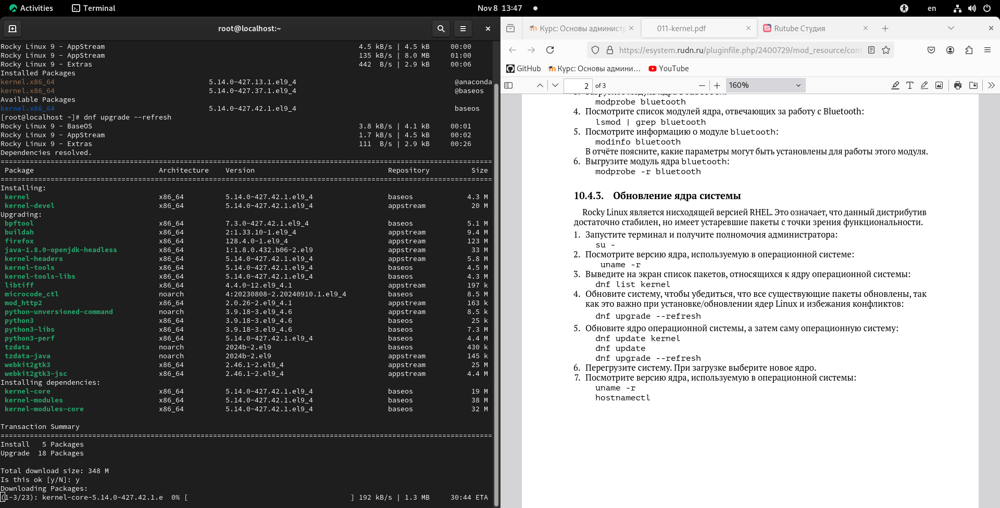 Activities Terminal Nov 8 13:47 en
root@localhost:~
Rocky Linux 9 - AppStream 4.5 kB/s | 4.5 kB 00:00
Rocky Linux 9 - AppStream 135 kB/s | 8.0 MB 01:00
Rocky Linux 9 - Extras 442 B/s | 2.9 kB 00:06
Installed Packages
kernel.x86_64 5.14.0-427.13.1.el9_4 @anaconda
kernel.x86_64 5.14.0-427.37.1.el9_4 @baseos
Available Packages
kernel.x86_64 5.14.0-427.42.1.el9_4 baseos
[root@localhost ~]# dnf upgrade --refresh
Rocky Linux 9 - BaseOS 3.8 kB/s | 4.1 kB 00:01
Rocky Linux 9 - AppStream 1.7 kB/s | 4.5 kB 00:02
Rocky Linux 9 - Extras 111 B/s | 2.9 kB 00:26
Dependencies resolved.
Package Architecture Version Repository Size
Installing:
kernel x86_64 5.14.0-427.42.1.el9_4 baseos 4.3 M
kernel-devel x86_64 5.14.0-427.42.1.el9_4 appstream 20 M
Upgrading:
bpftool x86_64 7.3.0-427.42.1.el9_4 baseos 5.1 M
buildah x86_64 2:1.33.10-1.el9_4 appstream 9.4 M
firefox x86_64 128.4.0-1.el9_4 appstream 123 M
java-1.8.0-openjdk-headless x86_64 1:1.8.0.432.b06-2.el9 appstream 33 M
kernel-headers x86_64 5.14.0-427.42.1.el9_4 appstream 5.8 M
kernel-tools x86_64 5.14.0-427.42.1.el9_4 baseos 4.5 M
kernel-tools-libs x86_64 5.14.0-427.42.1.el9_4 baseos 4.3 M
libtiff x86_64 4.4.0-12.el9_4.1 appstream 197 k
microcode_ctl noarch 4:20230808-2.20240910.1.el9_4 baseos 8.5 M
mod_http2 x86_64 2.0.26-2.el9_4.1 appstream 163 k
python-unversioned-command noarch 3.9.18-3.el9_4.6 appstream 8.5 k
python3 x86_64 3.9.18-3.el9_4.6 baseos 25 k
python3-libs x86_64 3.9.18-3.el9_4.6 baseos 7.3 M
python3-perf x86_64 5.14.0-427.42.1.el9_4 baseos 4.4 M
tzdata noarch 2024b-2.el9 baseos 430 k
tzdata-java noarch 2024b-2.el9 appstream 145 k
webkit2gtk3 x86_64 2.46.1-2.el9_4 appstream 25 M
webkit2gtk3-jsc x86_64 2.46.1-2.el9_4 appstream 4.4 M
Installing dependencies:
kernel-core x86_64 5.14.0-427.42.1.el9_4 baseos 19 M
kernel-modules x86_64 5.14.0-427.42.1.el9_4 baseos 38 M
kernel-modules-core x86_64 5.14.0-427.42.1.el9_4 baseos 32 M
Transaction Summary
Install 5 Packages
Upgrade 18 Packages
Total download size: 348 M
Is this ok [y/N]: y
Downloading Packages:
(1-3/23): kernel-core-5.14.0-427.42.1.e 0% [ ] 192 kB/s | 1.3 MB 30:44 ETA
Курс: Основы администр 011-kernel.pdf Rutube Студия
https://esystem.rudn.ru/pluginfile.php/2400729/mod_resource/cont
GitHub Курс: Основы админи… YouTube
2 of 3 160%
3. Загрузите модуль ядра bluetooth:
modprobe bluetooth
4. Посмотрите список модулей ядра, отвечающих за работу с Bluetooth:
lsmod | grep bluetooth
5. Посмотрите информацию о модуле bluetooth:
modinfo bluetooth
В отчёте поясните, какие параметры могут быть установлены для работы этого модуля.
6. Выгрузите модуль ядра bluetooth:
modprobe -r bluetooth
10.4.3. Обновление ядра системы
Rocky Linux является нисходящей версией RHEL. Это означает, что данный дистрибутив
достаточно стабилен, но имеет устаревшие пакеты с точки зрения функциональности.
1. Запустите терминал и получите полномочия администратора:
su -
2. Посмотрите версию ядра, используемую в операционной системе:
uname -r
3. Выведите на экран список пакетов, относящихся к ядру операционной системы:
dnf list kernel
4. Обновите систему, чтобы убедиться, что все существующие пакеты обновлены, так
как это важно при установке/обновлении ядер Linux и избежания конфликтов:
dnf upgrade --refresh
5. Обновите ядро операционной системы, а затем саму операционную систему:
dnf update kernel
dnf update
dnf upgrade --refresh
6. Перегрузите систему. При загрузке выберите новое ядро.
7. Посмотрите версию ядра, используемую в операционной системы:
uname -r
hostnamectl